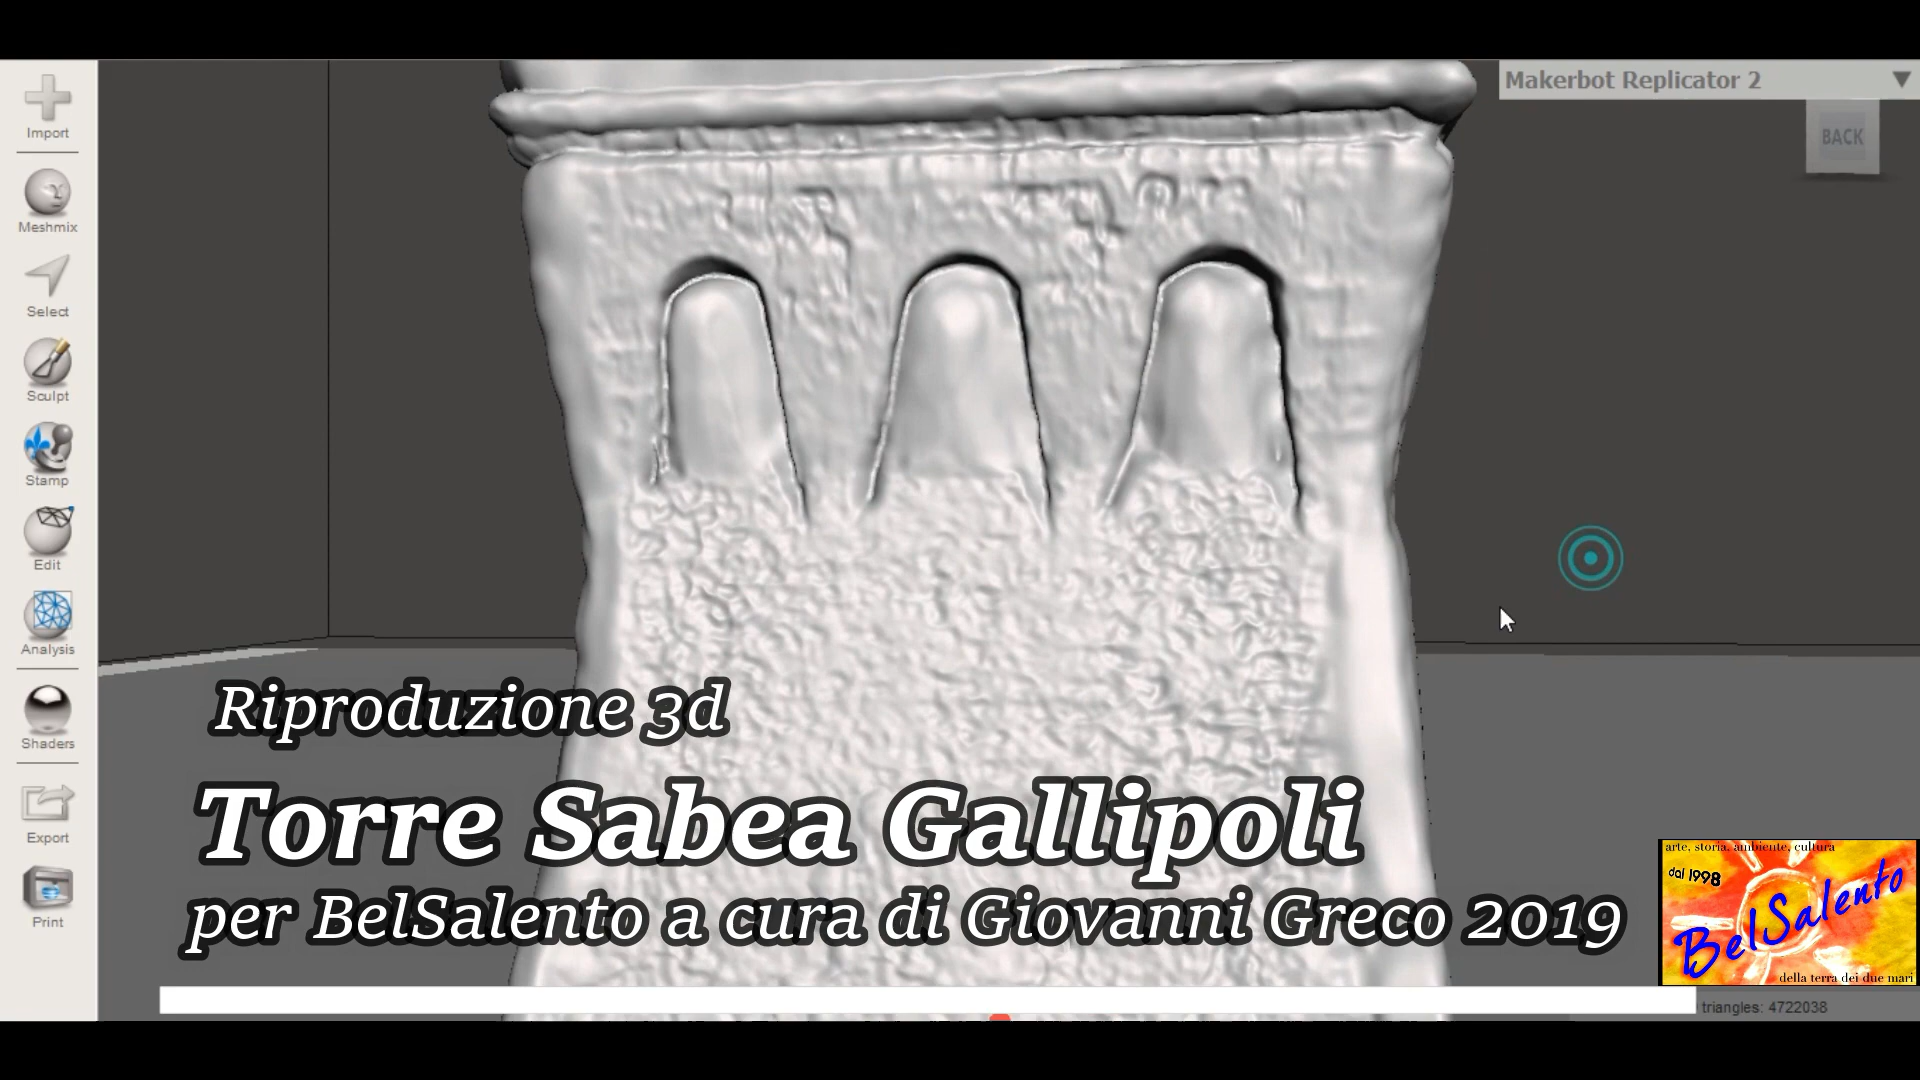 Import
Meshmix
Select
Sculpt
Stamp
Edit
Analysis
Shaders
Export
Print
Makerbot Replicator 2
BACK
Riproduzione 3d
Torre Sabea Gallipoli
per BelSalento a cura di Giovanni Greco 2019
arte, storia, ambiente, cultura
dal 1998
BelSalento
della terra dei due mari
triangles: 4722038